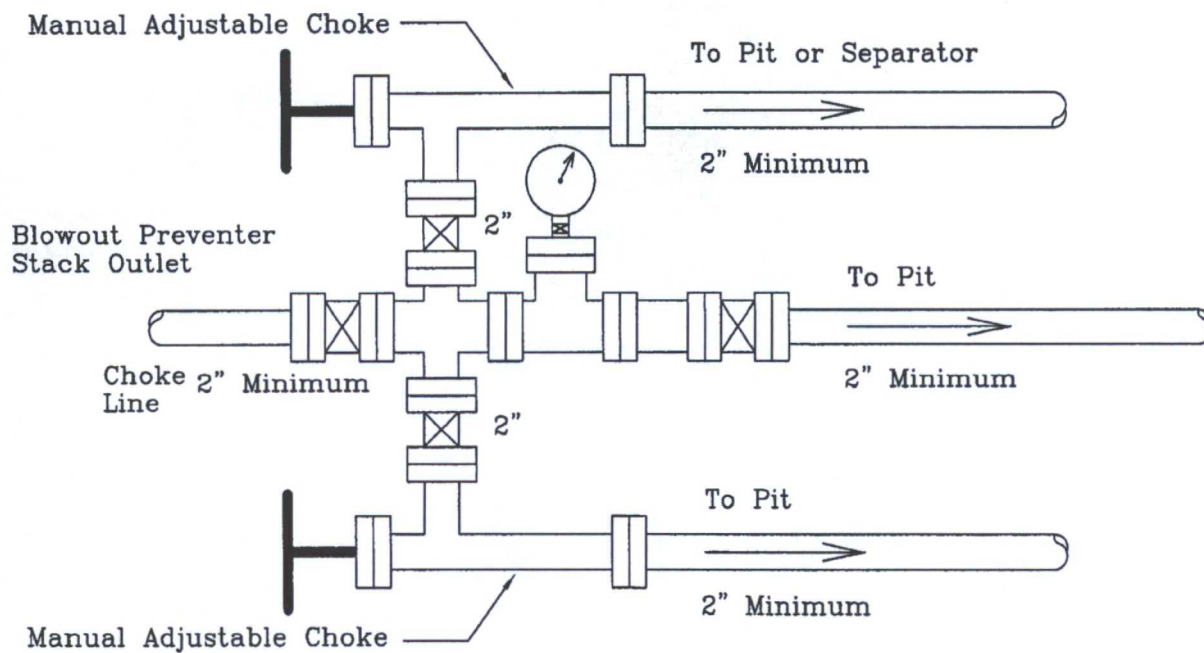 Manual Adjustable Choke
To Pit or Separator
2" Minimum
2"
Blowout Preventer
Stack Outlet
To Pit
Choke
Line
2" Minimum
2" Minimum
2"
To Pit
2" Minimum
Manual Adjustable Choke